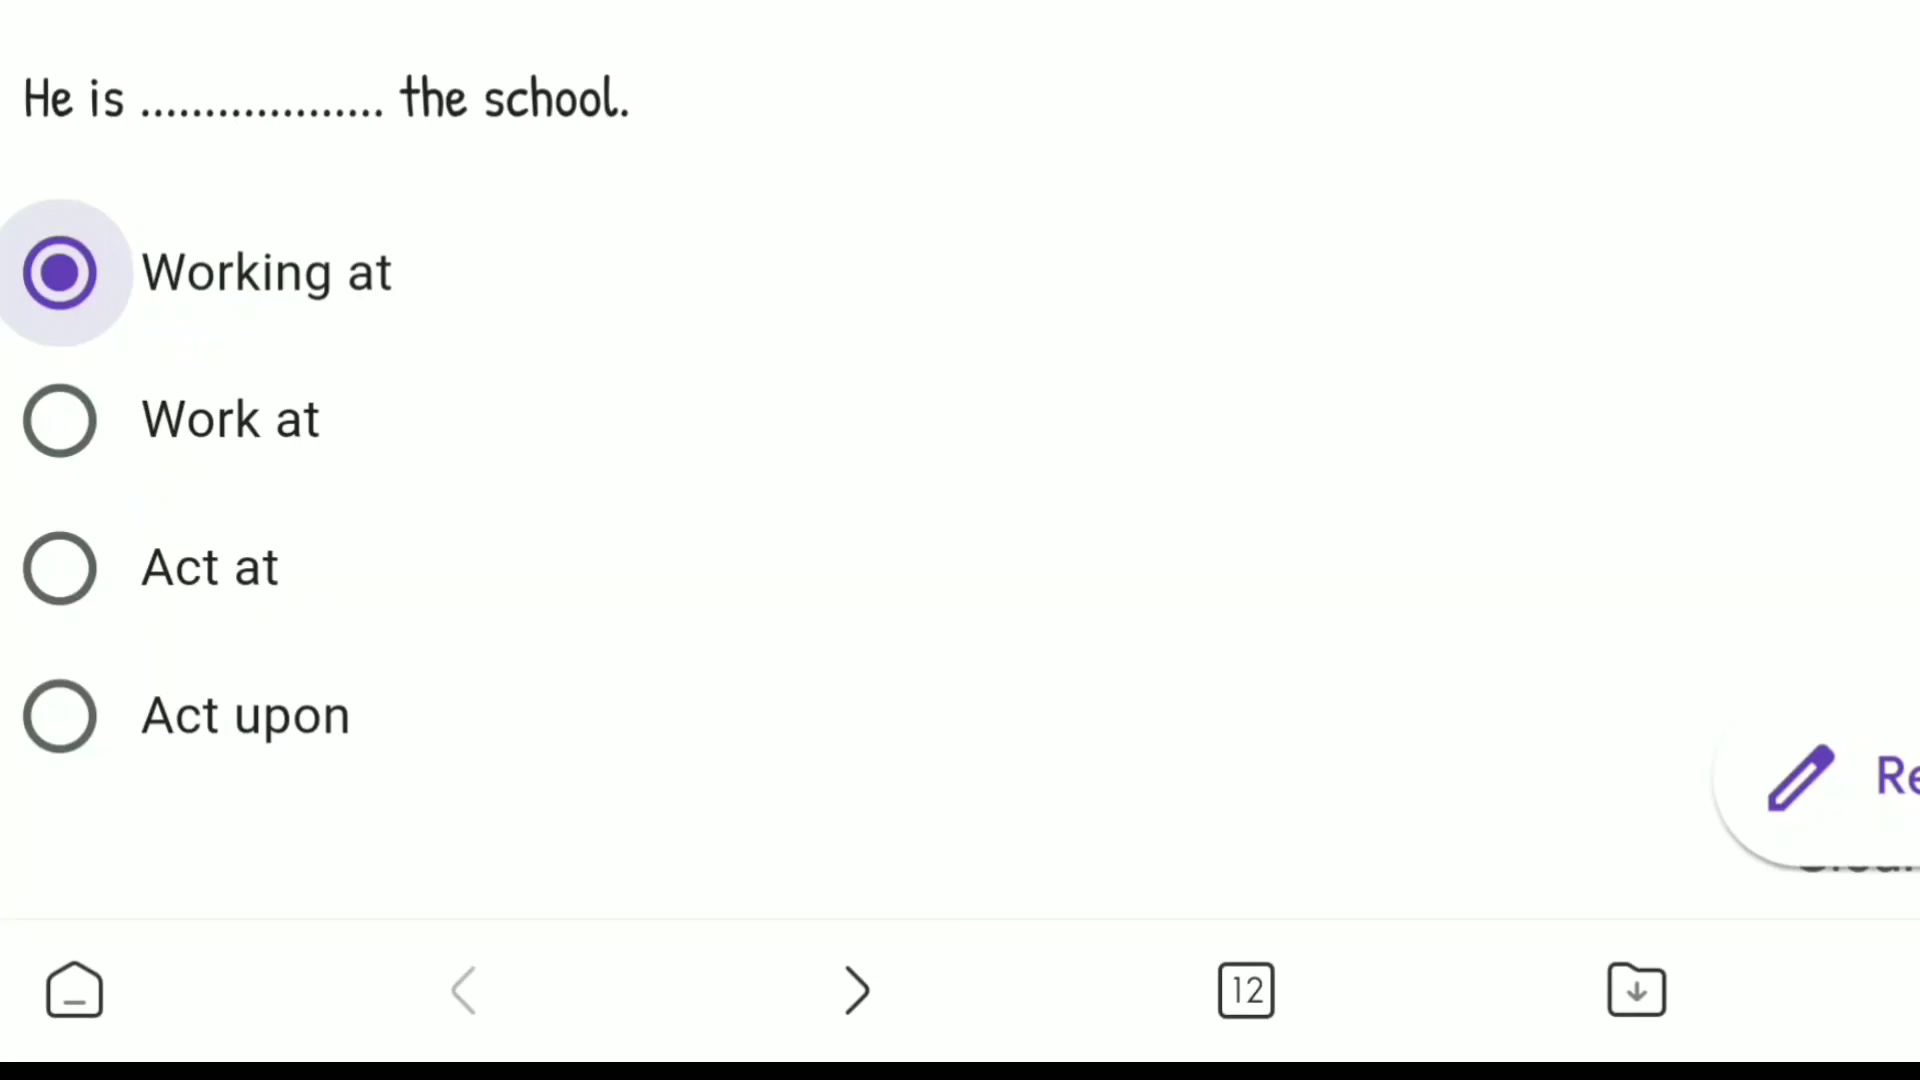 He is ................... the school.
Working at
Work at
Act at
Act upon
12